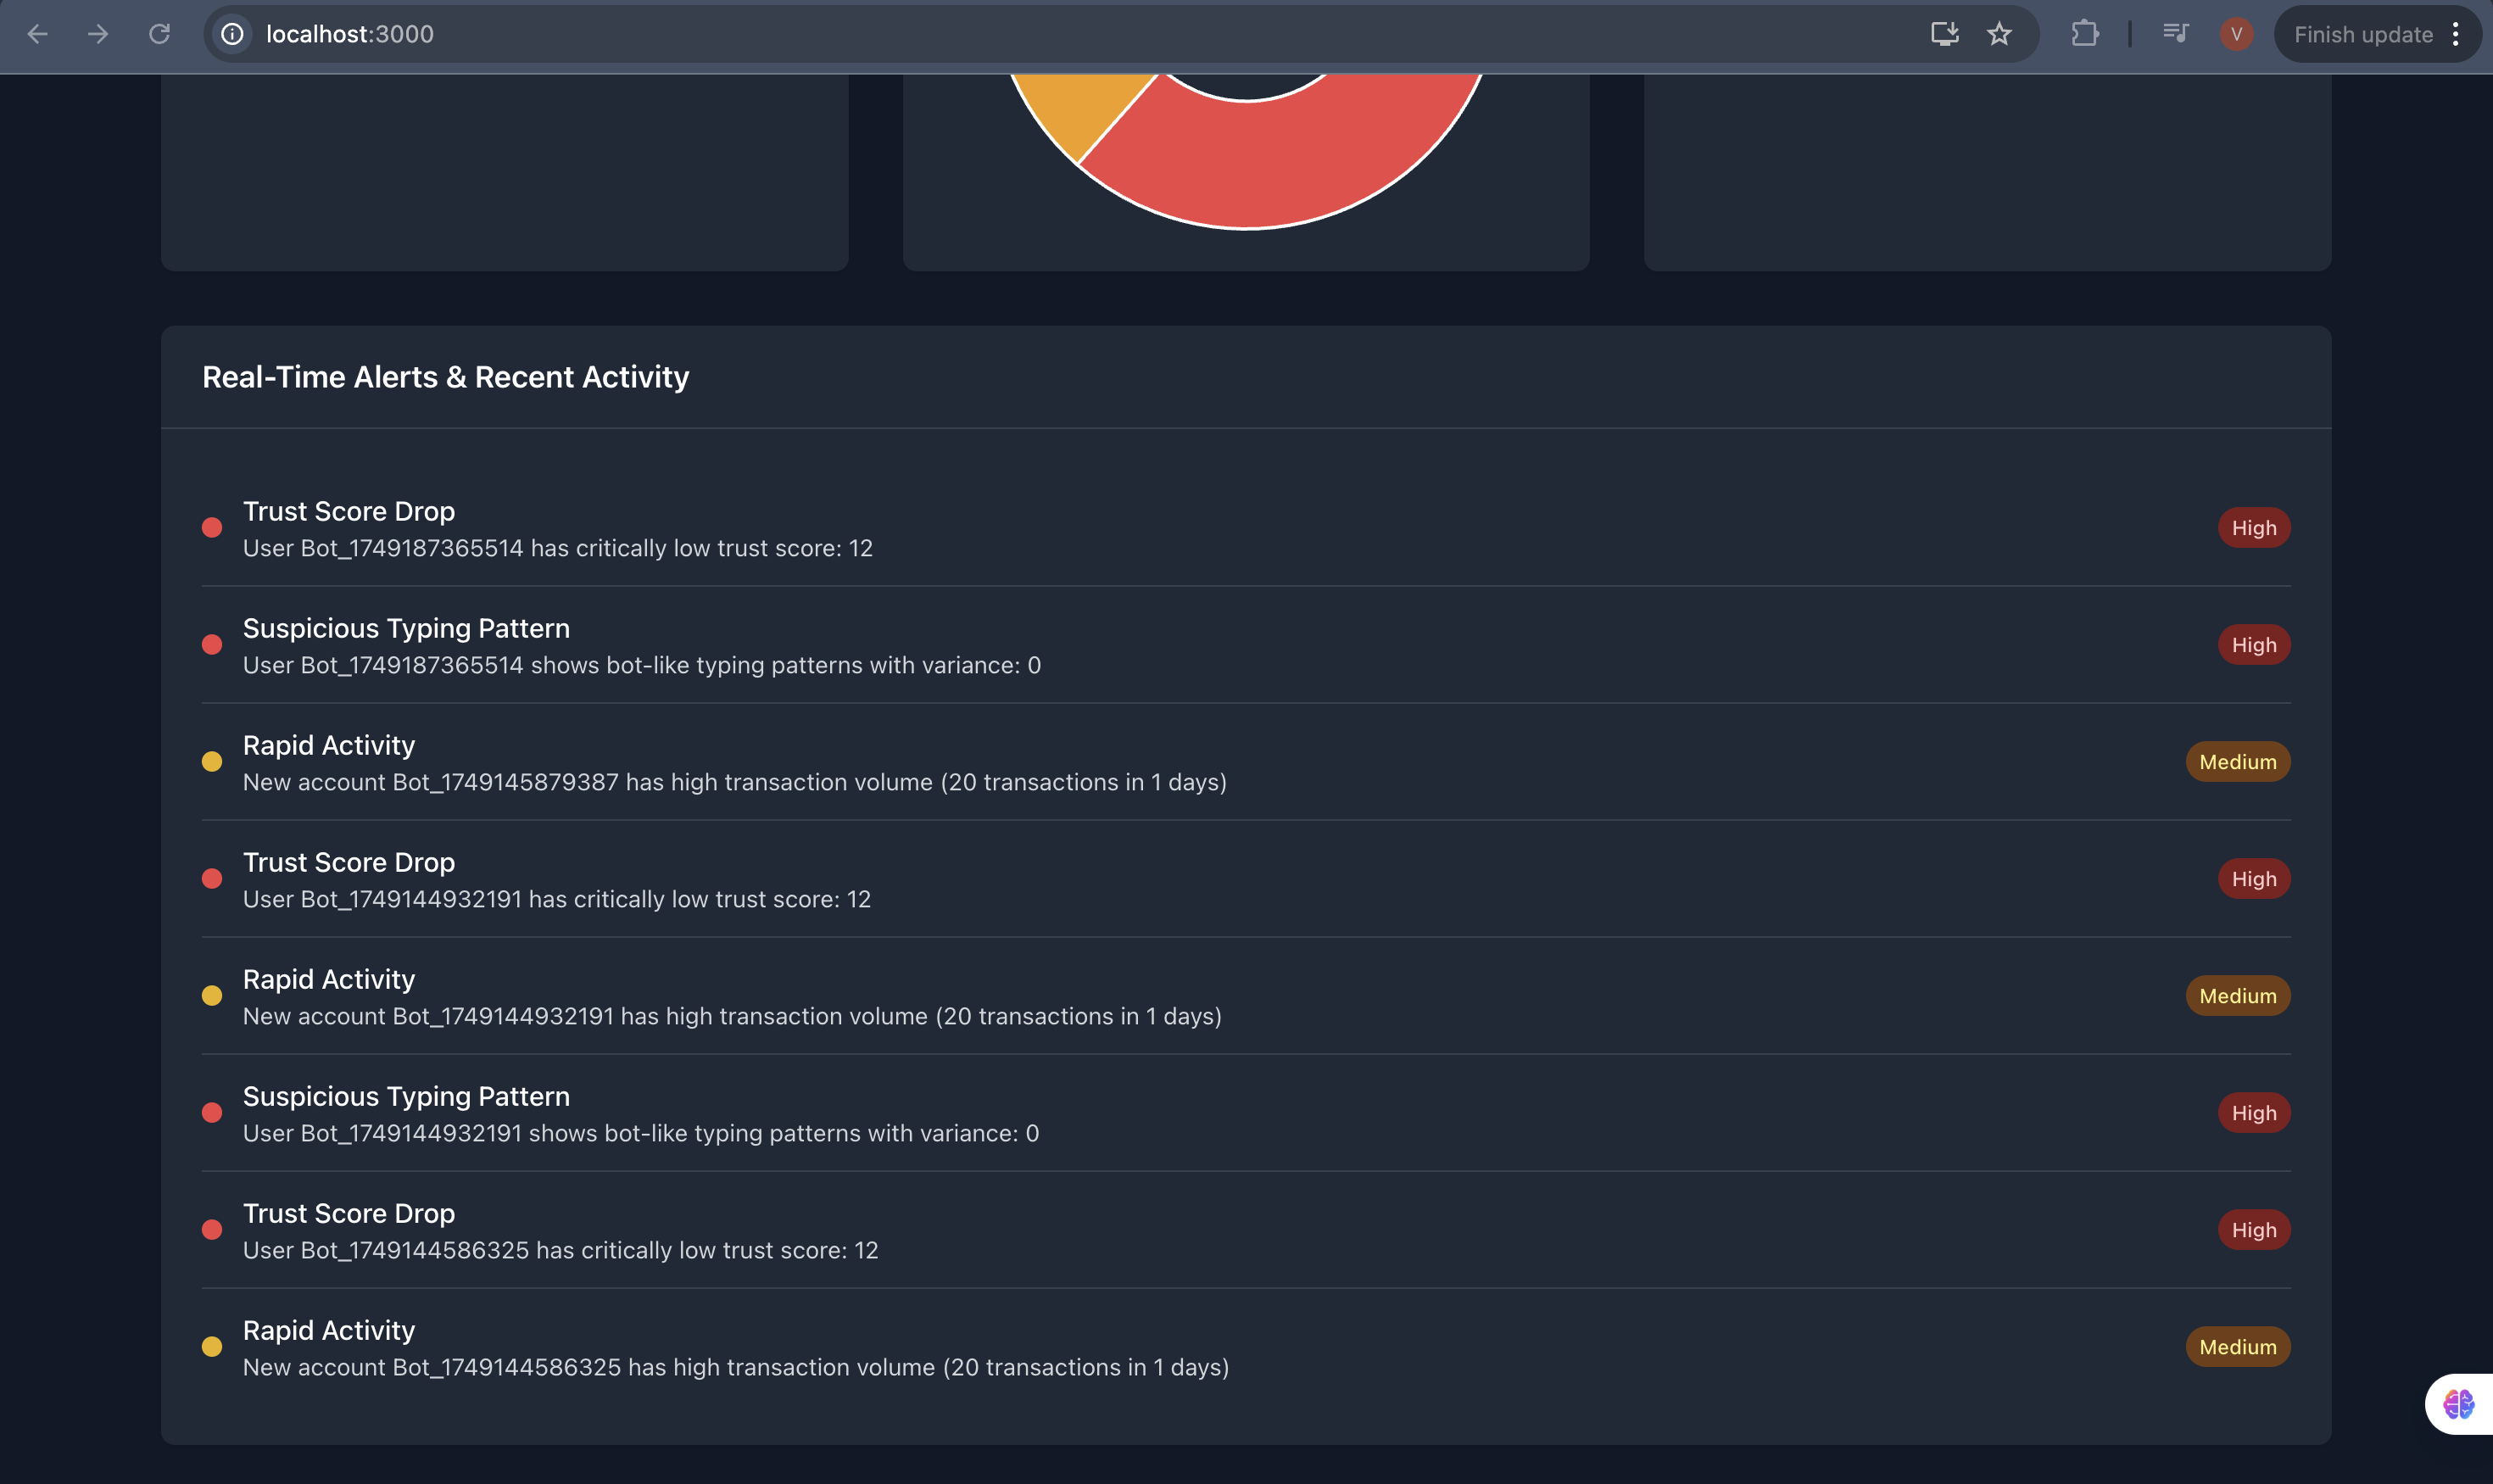 localhost:3000
V
Finish update
Real-Time Alerts & Recent Activity
Trust Score Drop
User Bot_1749187365514 has critically low trust score: 12
High
Suspicious Typing Pattern
User Bot_1749187365514 shows bot-like typing patterns with variance: 0
High
Rapid Activity
New account Bot_1749145879387 has high transaction volume (20 transactions in 1 days)
Medium
Trust Score Drop
User Bot_1749144932191 has critically low trust score: 12
High
Rapid Activity
New account Bot_1749144932191 has high transaction volume (20 transactions in 1 days)
Medium
Suspicious Typing Pattern
User Bot_1749144932191 shows bot-like typing patterns with variance: 0
High
Trust Score Drop
User Bot_1749144586325 has critically low trust score: 12
High
Rapid Activity
New account Bot_1749144586325 has high transaction volume (20 transactions in 1 days)
Medium